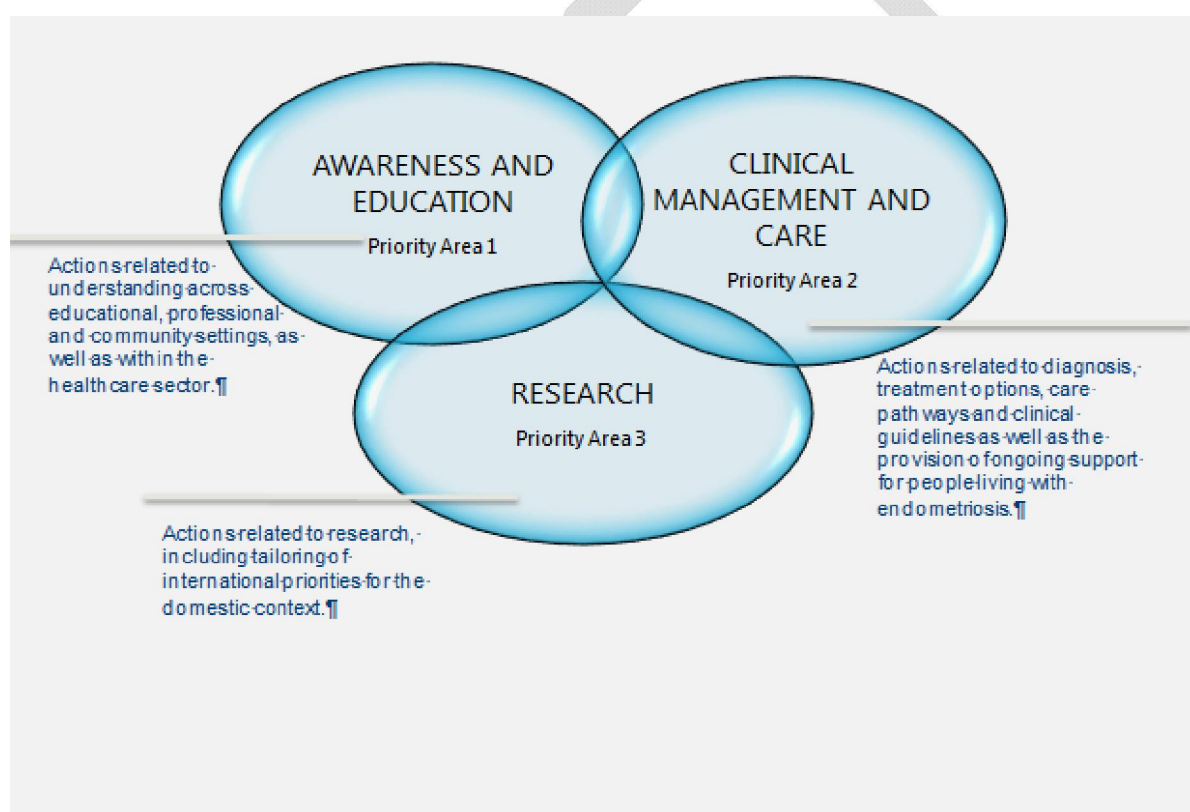 AWARENESS AND
EDUCATION
Priority Area 1
CLINICAL
MANAGEMENT AND
CARE
Priority Area 2
Actions·related·to·
understanding·across·
educational,·professional·
and·community·settings,·as·
well·as·within·the·
health·care·sector.¶
RESEARCH
Priority Area 3
Actions·related·to·diagnosis,·
treatment·options,·care·
pathways·and·clinical·
guidelines·as·well·as·the·
provision·of·ongoing·support·
for·people·living·with·
endometriosis.¶
Actions·related·to·research,·
including·tailoring·of·
international·priorities·for·the·
domestic·context.¶